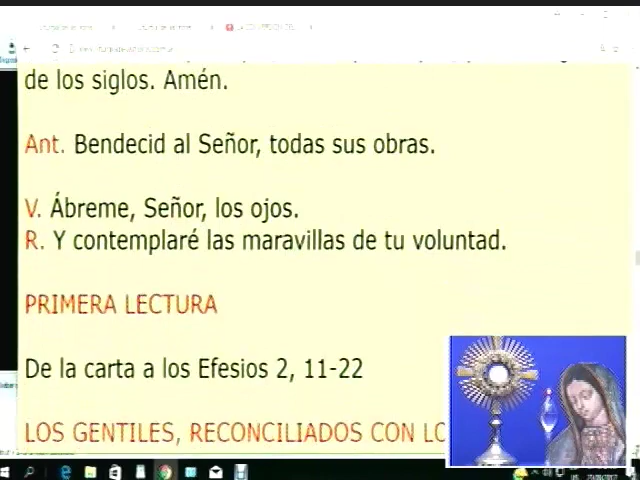 de los siglos. Amén.
Ant. Bendecid al Señor, todas sus obras.
V. Ábreme, Señor, los ojos.
R. Y contemplaré las maravillas de tu voluntad.
PRIMERA LECTURA
De la carta a los Efesios 2, 11-22
LOS GENTILES, RECONCILIADOS CON